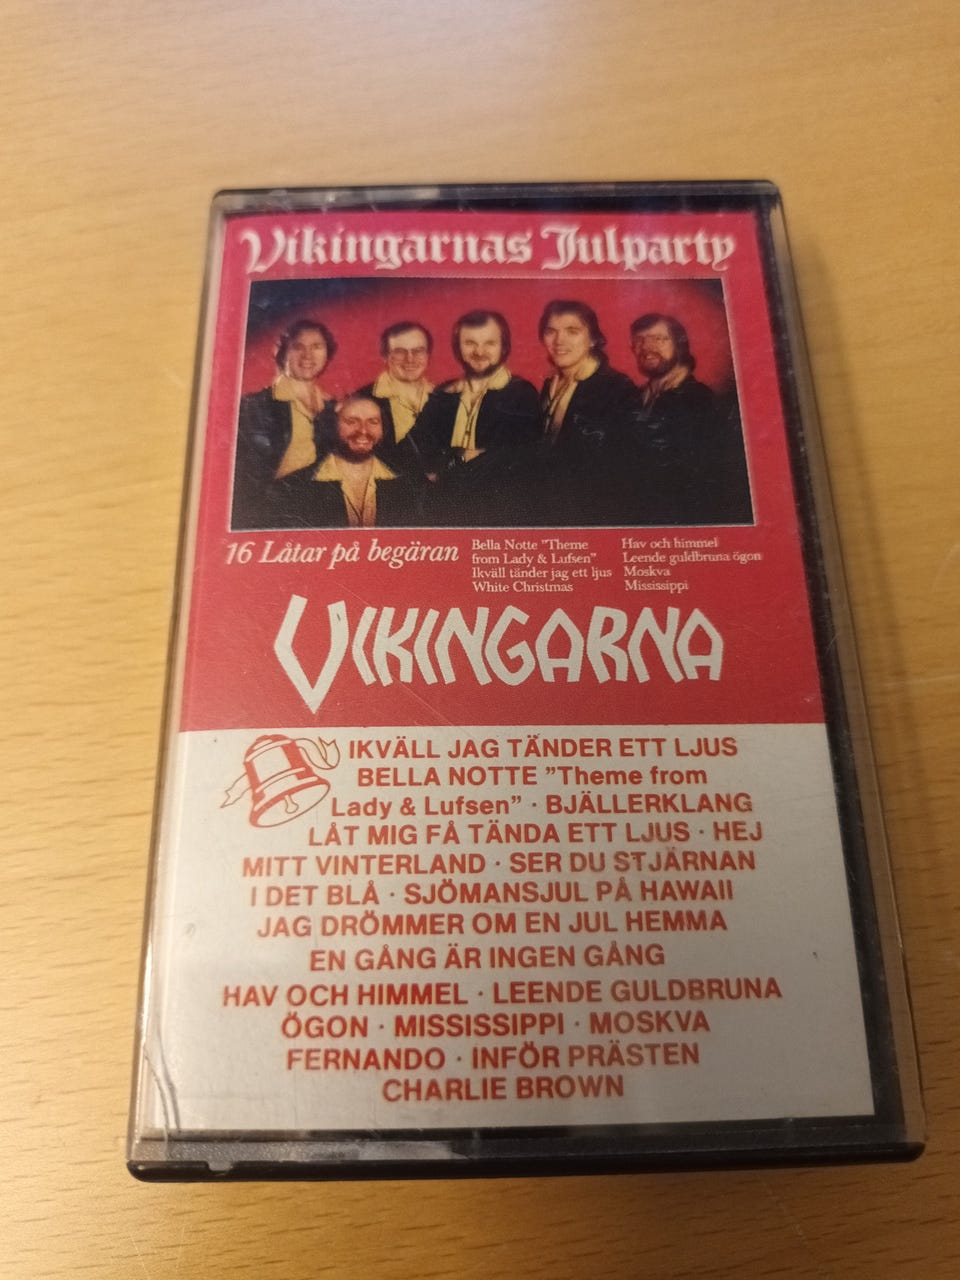 Vikingarnas Julparty
16 Låtar på begäran
Bella Notte "Theme
from Lady & Lufsen"
Ikväll tänder jag ett ljus
White Christmas
Hav och himmel
Leende guldbruna ögon
Moskva
Mississippi
VIKINGARNA
IKVÄLL JAG TÄNDER ETT LJUS
BELLA NOTTE "Theme from
Lady & Lufsen" · BJÄLLERKLANG
LÅT MIG FÅ TÄNDA ETT LJUS · HEJ
MITT VINTERLAND · SER DU STJÄRNAN
I DET BLÅ · SJÖMANSJUL PÅ HAWAII
JAG DRÖMMER OM EN JUL HEMMA
EN GÅNG ÄR INGEN GÅNG
HAV OCH HIMMEL · LEENDE GULDBRUNA
ÖGON · MISSISSIPPI · MOSKVA
FERNANDO · INFÖR PRÄSTEN
CHARLIE BROWN